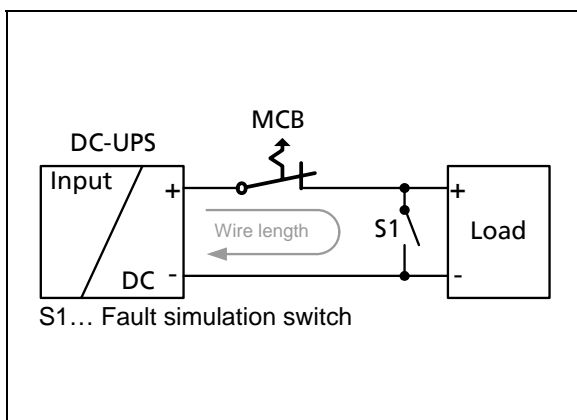 MCB
DC-UPS
Input
+
+
Wire length
S1
Load
DC
-
-
S1... Fault simulation switch